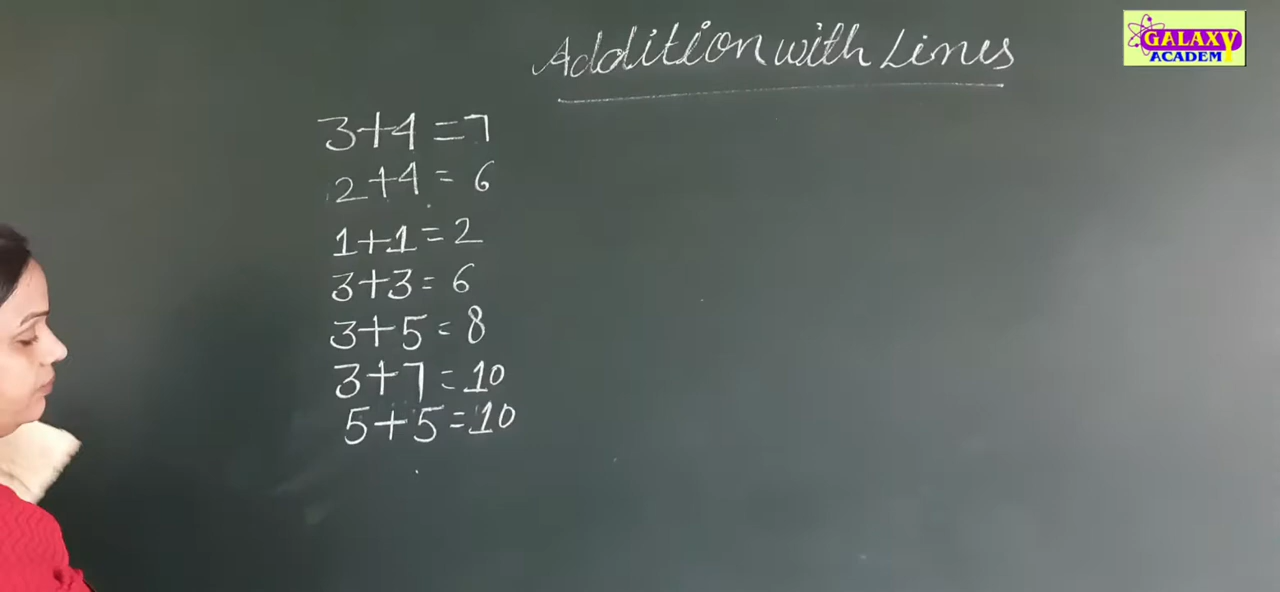 Addition with Lines
GALAXY
ACADEMY
3+4=7
2+4=6
1+1=2
3+3=6
3+5=8
3+7=10
5+5=10